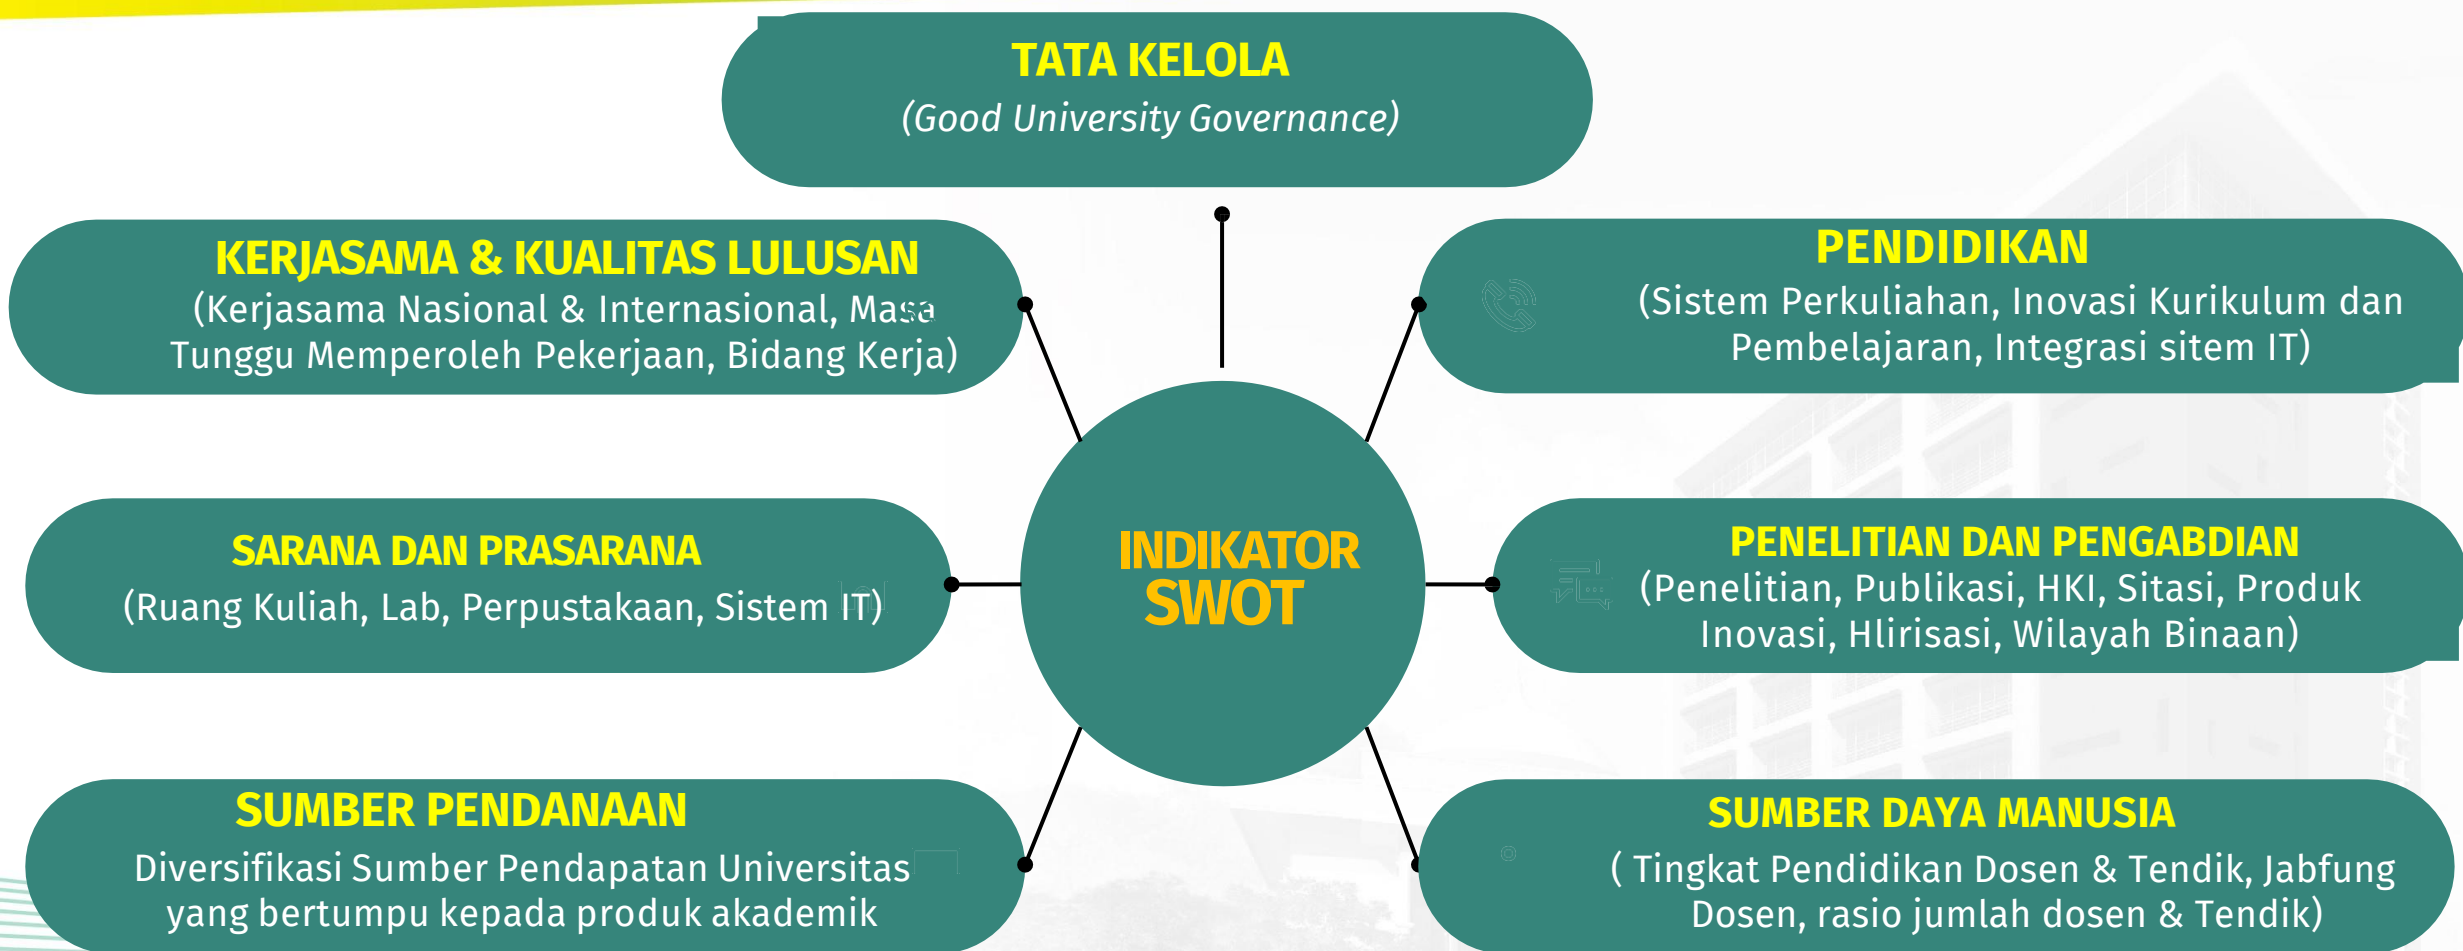 TATA KELOLA
(Good University Governance)
KERJASAMA & KUALITAS LULUSAN
(Kerjasama Nasional & Internasional, Masa
Tunggu Memperoleh Pekerjaan, Bidang Kerja)
PENDIDIKAN
(Sistem Perkuliahan, Inovasi Kurikulum dan
Pembelajaran, Integrasi sitem IT)
SARANA DAN PRASARANA
(Ruang Kuliah, Lab, Perpustakaan, Sistem IT)
INDIKATOR
SWOT
PENELITIAN DAN PENGABDIAN
(Penelitian, Publikasi, HKI, Sitasi, Produk
Inovasi, Hlirisasi, Wilayah Binaan)
SUMBER PENDANAAN
Diversifikasi Sumber Pendapatan Universitas
yang bertumpu kepada produk akademik
SUMBER DAYA MANUSIA
( Tingkat Pendidikan Dosen & Tendik, Jabfung
Dosen, rasio jumlah dosen & Tendik)